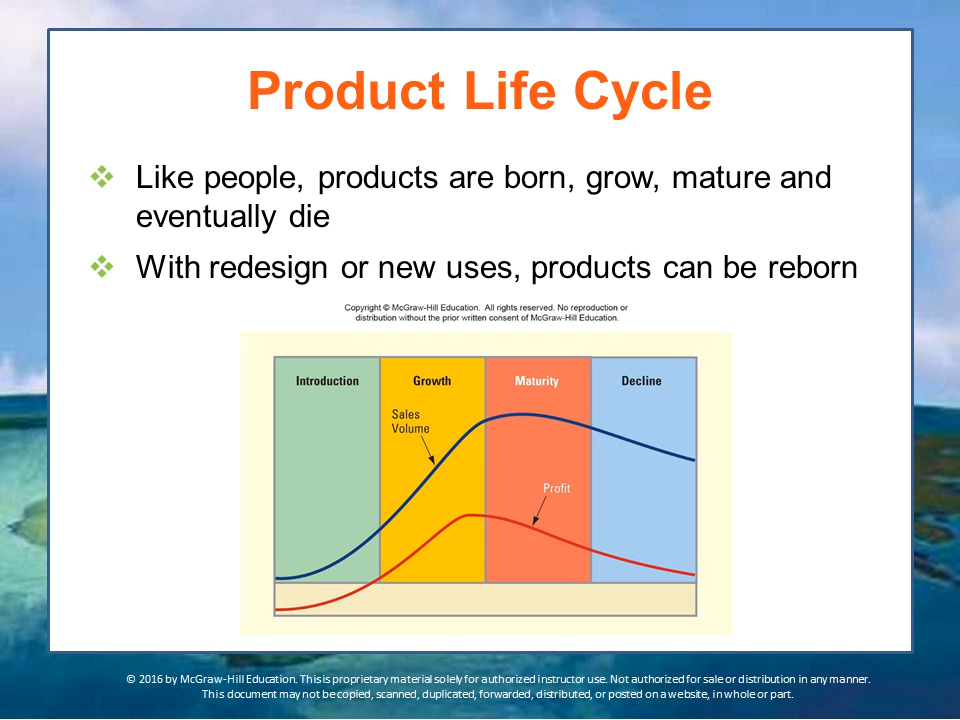 Product Life Cycle
Like people, products are born, grow, mature and
eventually die
With redesign or new uses, products can be reborn
Copyright © McGraw-Hill Education. All rights reserved. No reproduction or
distribution without the prior written consent of McGraw-Hill Education.
Introduction Growth Maturity Decline
Sales
Volume
Profit
© 2016 by McGraw-Hill Education. This is proprietary material solely for authorized instructor use. Not authorized for sale or distribution in any manner.
This document may not be copied, scanned, duplicated, forwarded, distributed, or posted on a website, in whole or part.